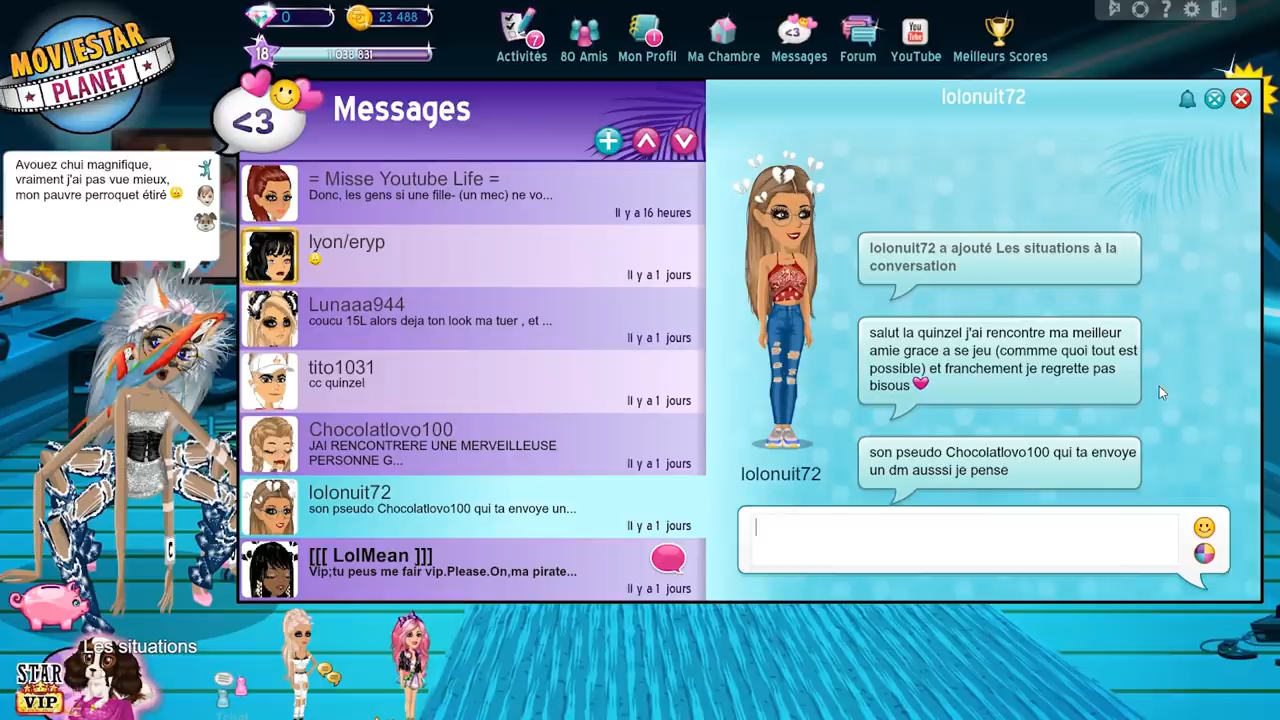 0
23 488
18
1 038 831
MOVIESTAR
PLANET
7
<3
!
You
Tube
?
Activités
80 Amis
Mon Profil
Ma Chambre
Messages
Forum
YouTube
Meilleurs Scores
<3
Messages
Avouez chui magnifique,
vraiment j'ai pas vue mieux,
mon pauvre perroquet étiré
= Misse Youtube Life =
Donc, les gens si une fille- (un mec) ne vo...
Il y a 16 heures
lyon/eryp
Il y a 1 jours
Lunaaa944
coucu 15L alors deja ton look ma tuer , et ...
Il y a 1 jours
tito1031
cc quinzel
Il y a 1 jours
Chocolatlovo100
JAI RENCONTRERE UNE MERVEILLEUSE
PERSONNE G...
Il y a 1 jours
lolonuit72
son pseudo Chocolatlovo100 qui ta envoye un...
Il y a 1 jours
[[[ LolMean ]]]
Vip;tu peus me fair vip.Please.On,ma pirate...
Il y a 1 jours
lolonuit72
lolonuit72 a ajouté Les situations à la
conversation
salut la quinzel j'ai rencontre ma meilleur
amie grace a se jeu (commme quoi tout est
possible) et franchement je regrette pas
bisous
son pseudo Chocolatlovo100 qui ta envoye
un dm ausssi je pense
lolonuit72
Les situations
STAR
VIP